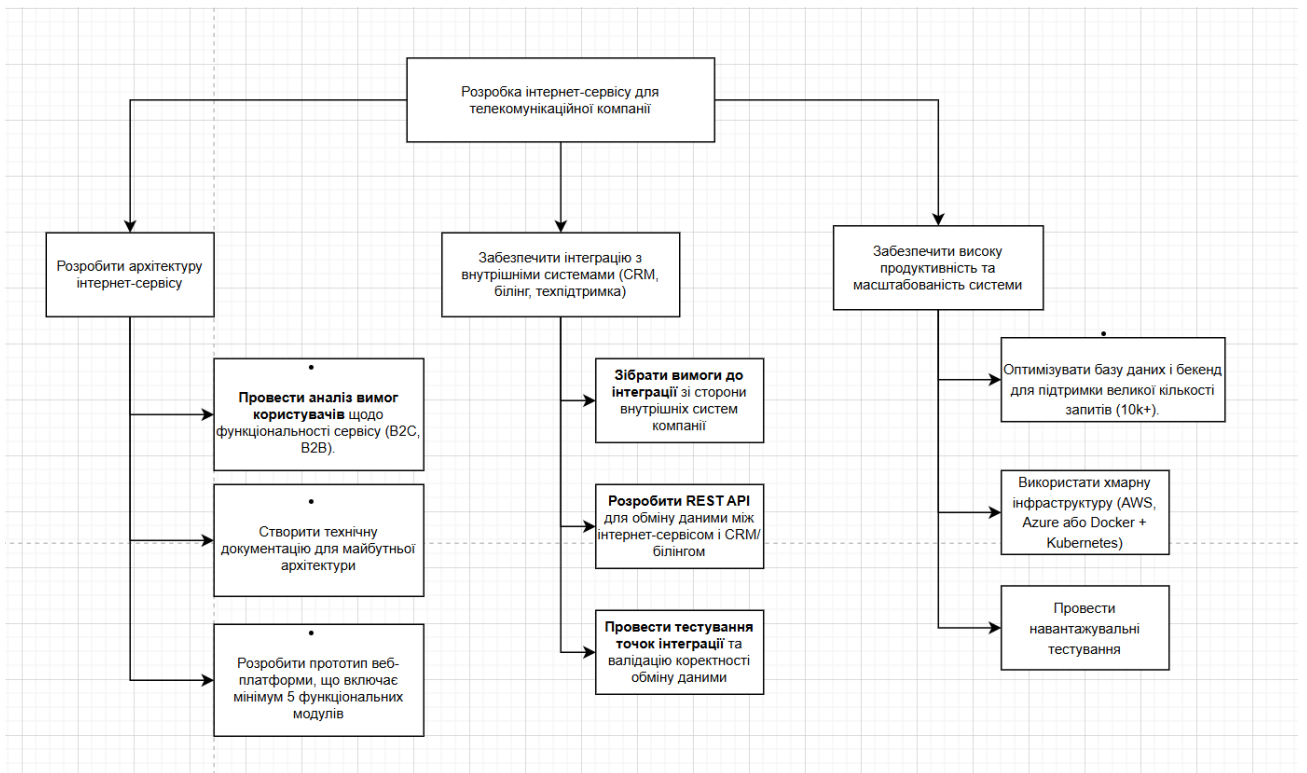 Розробка інтернет-сервісу для
телекомунікаційної компанії
Розробити архітектуру
інтернет-сервісу
Забезпечити інтеграцію з
внутрішніми системами (CRM,
білінг, техпідтримка)
Забезпечити високу
продуктивність та
масштабованість системи
•
Провести аналіз вимог
користувачів щодо
функціональності сервісу (B2C,
B2B).
•
Створити технічну
документацію для майбутньої
архітектури
•
Розробити прототип веб-
платформи, що включає
мінімум 5 функціональних
модулів
Зібрати вимоги до
інтеграції зі сторони
внутрішніх систем
компанії
Розробити REST API
для обміну даними між
інтернет-сервісом і CRM/
білінгом
Провести тестування
точок інтеграції та
валідацію коректності
обміну даними
•
Оптимізувати базу даних і бекенд
для підтримки великої кількості
запитів (10k+).
Використати хмарну
інфраструктуру (AWS,
Azure або Docker +
Kubernetes)
Провести
навантажувальні
тестування